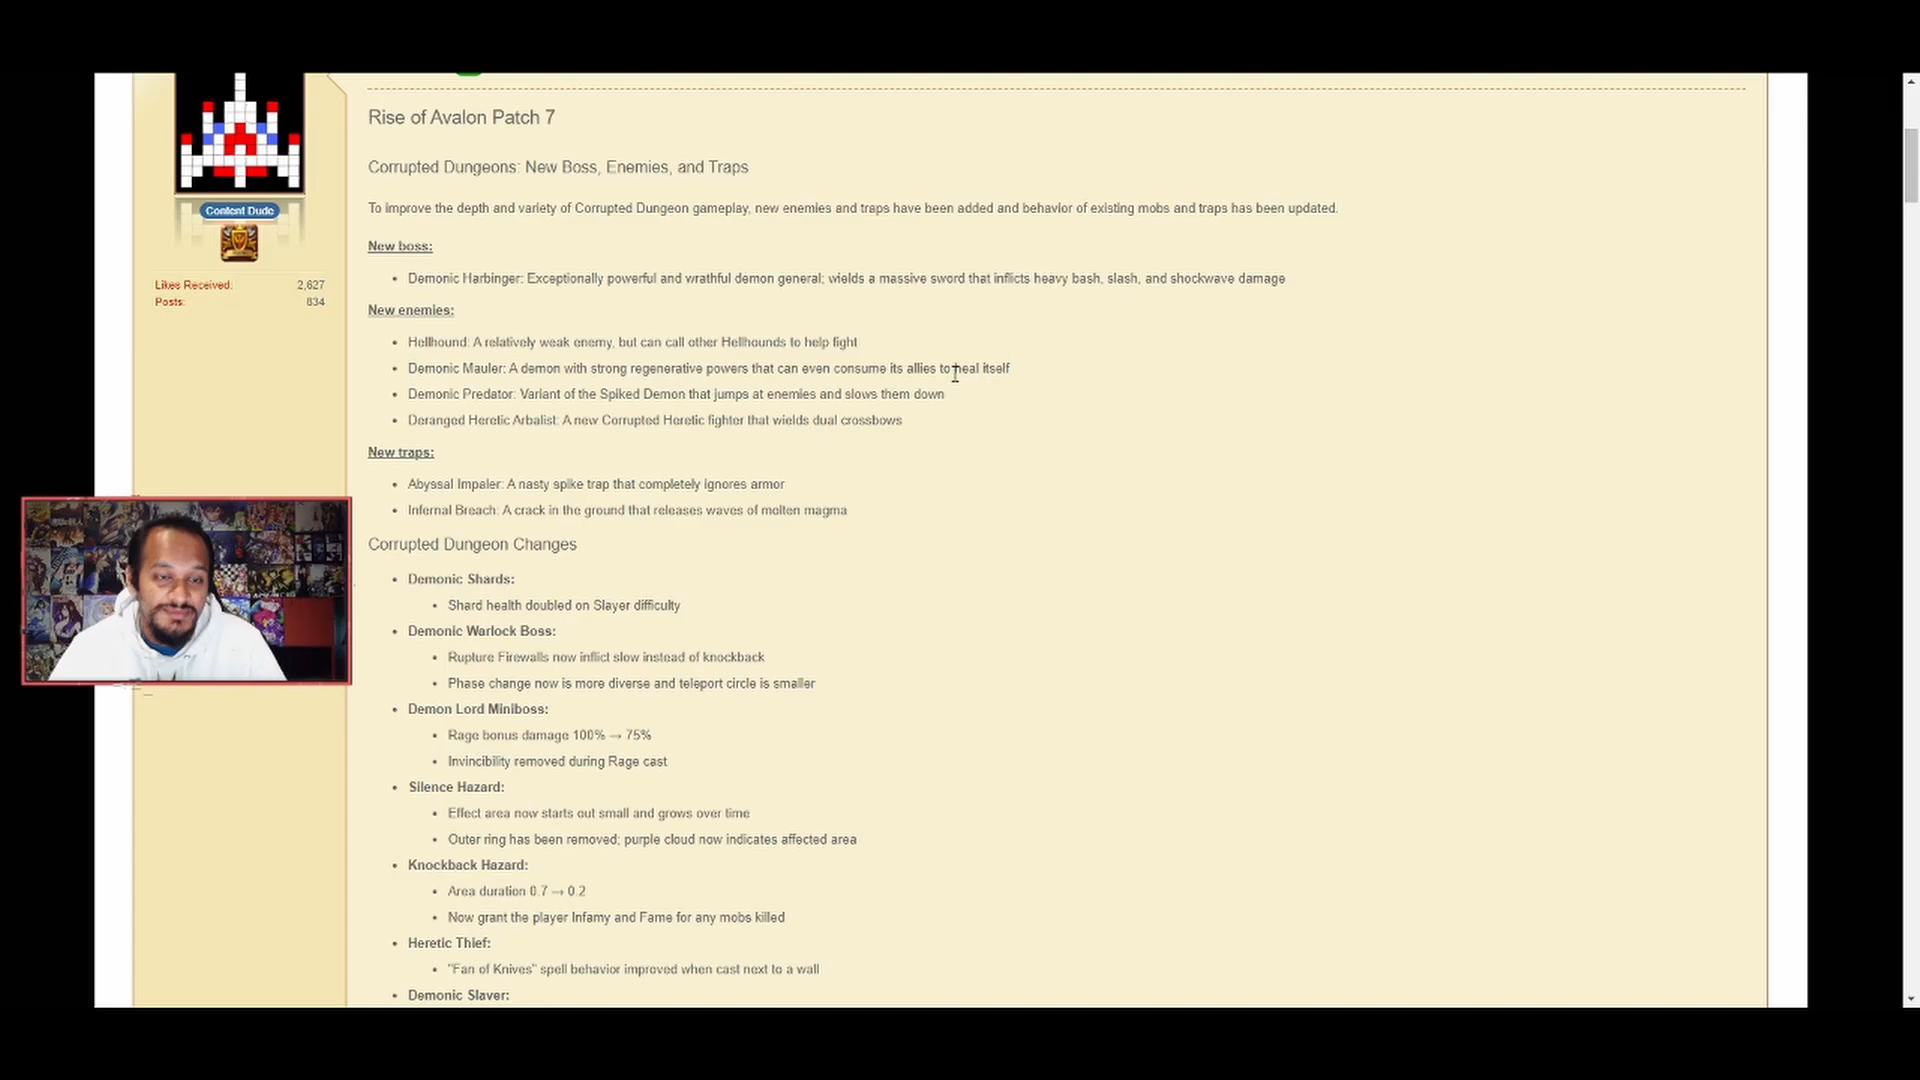 Rise of Avalon Patch 7
Corrupted Dungeons: New Boss, Enemies, and Traps
To improve the depth and variety of Corrupted Dungeon gameplay, new enemies and traps have been added and behavior of existing mobs and traps has been updated.
Content Dude
New boss:
• Demonic Harbinger: Exceptionally powerful and wrathful demon general; wields a massive sword that inflicts heavy bash, slash, and shockwave damage
Likes Received: 2,627
Posts: 834
New enemies:
• Hellhound: A relatively weak enemy, but can call other Hellhounds to help fight
• Demonic Mauler: A demon with strong regenerative powers that can even consume its allies to heal itself
• Demonic Predator: Variant of the Spiked Demon that jumps at enemies and slows them down
• Deranged Heretic Arbalist: A new Corrupted Heretic fighter that wields dual crossbows
New traps:
• Abyssal Impaler: A nasty spike trap that completely ignores armor
• Infernal Breach: A crack in the ground that releases waves of molten magma
Corrupted Dungeon Changes
• Demonic Shards:
• Shard health doubled on Slayer difficulty
• Demonic Warlock Boss:
• Rupture Firewalls now inflict slow instead of knockback
• Phase change now is more diverse and teleport circle is smaller
• Demon Lord Miniboss:
• Rage bonus damage 100% → 75%
• Invincibility removed during Rage cast
• Silence Hazard:
• Effect area now starts out small and grows over time
• Outer ring has been removed; purple cloud now indicates affected area
• Knockback Hazard:
• Area duration 0.7 → 0.2
• Now grant the player Infamy and Fame for any mobs killed
• Heretic Thief:
• "Fan of Knives" spell behavior improved when cast next to a wall
• Demonic Slaver: